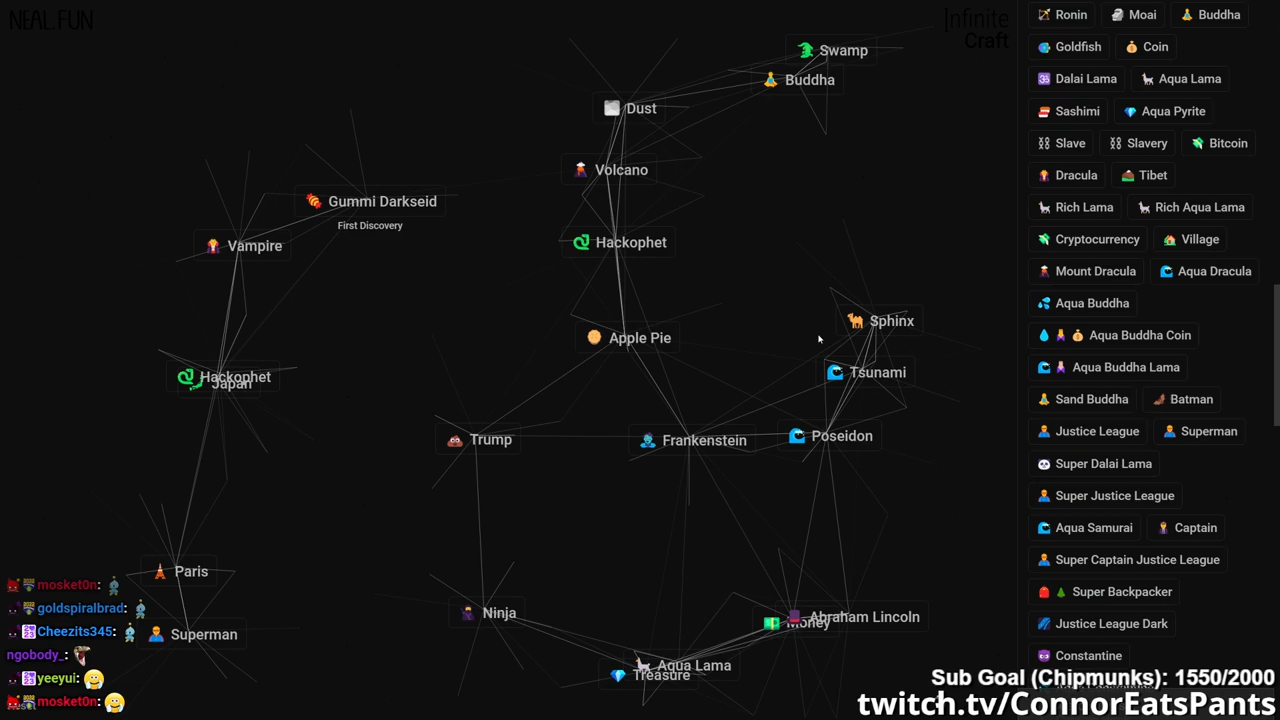 NEAL.FUN
Infinite
Craft
Swamp
Buddha
Dust
Volcano
Gummi Darkseid
First Discovery
Vampire
Hackophet
Sphinx
Apple Pie
Tsunami
Hackophet
Japan
Trump
Frankenstein
Poseidon
Paris
Ninja
Abraham Lincoln
Money
Superman
Aqua Lama
Treasure
mosket0n:
goldspiralbrad:
Cheezits345:
ngobody_:
yeeyui:
mosket0n:
Ronin Moai Buddha
Goldfish Coin
Dalai Lama Aqua Lama
Sashimi Aqua Pyrite
Slave Slavery Bitcoin
Dracula Tibet
Rich Lama Rich Aqua Lama
Cryptocurrency Village
Mount Dracula Aqua Dracula
Aqua Buddha
Aqua Buddha Coin
Aqua Buddha Lama
Sand Buddha Batman
Justice League Superman
Super Dalai Lama
Super Justice League
Aqua Samurai Captain
Super Captain Justice League
Super Backpacker
Justice League Dark
Constantine
Sub Goal (Chipmunks): 1550/2000
twitch.tv/ConnorEatsPants